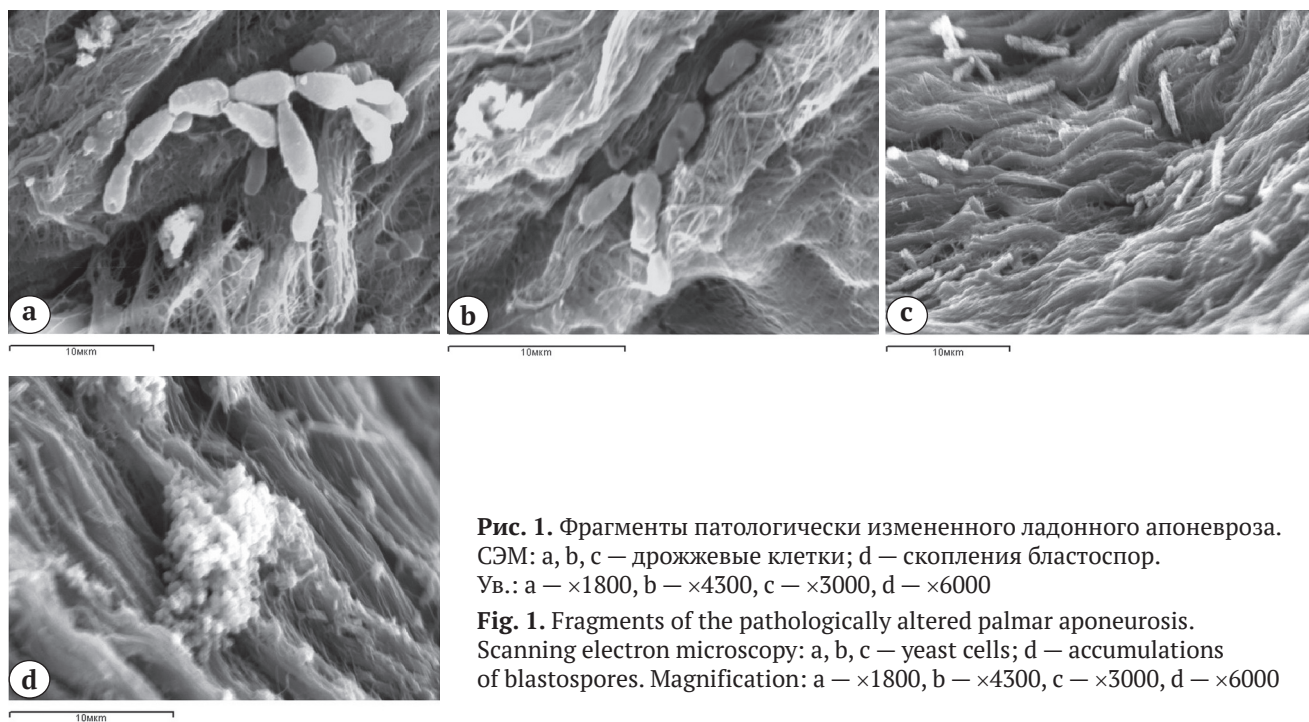 a
b
c
10мкm
10мкm
10мкm
d
10мкm
Рис. 1. Фрагменты патологически измененного ладонного апоневроза.
СЭМ: a, b, c — дрожжевые клетки; d — скопления бластоспор.
Ув.: a — ×1800, b — ×4300, c — ×3000, d — ×6000
Fig. 1. Fragments of the pathologically altered palmar aponeurosis.
Scanning electron microscopy: a, b, c — yeast cells; d — accumulations
of blastospores. Magnification: a — ×1800, b — ×4300, c — ×3000, d — ×6000